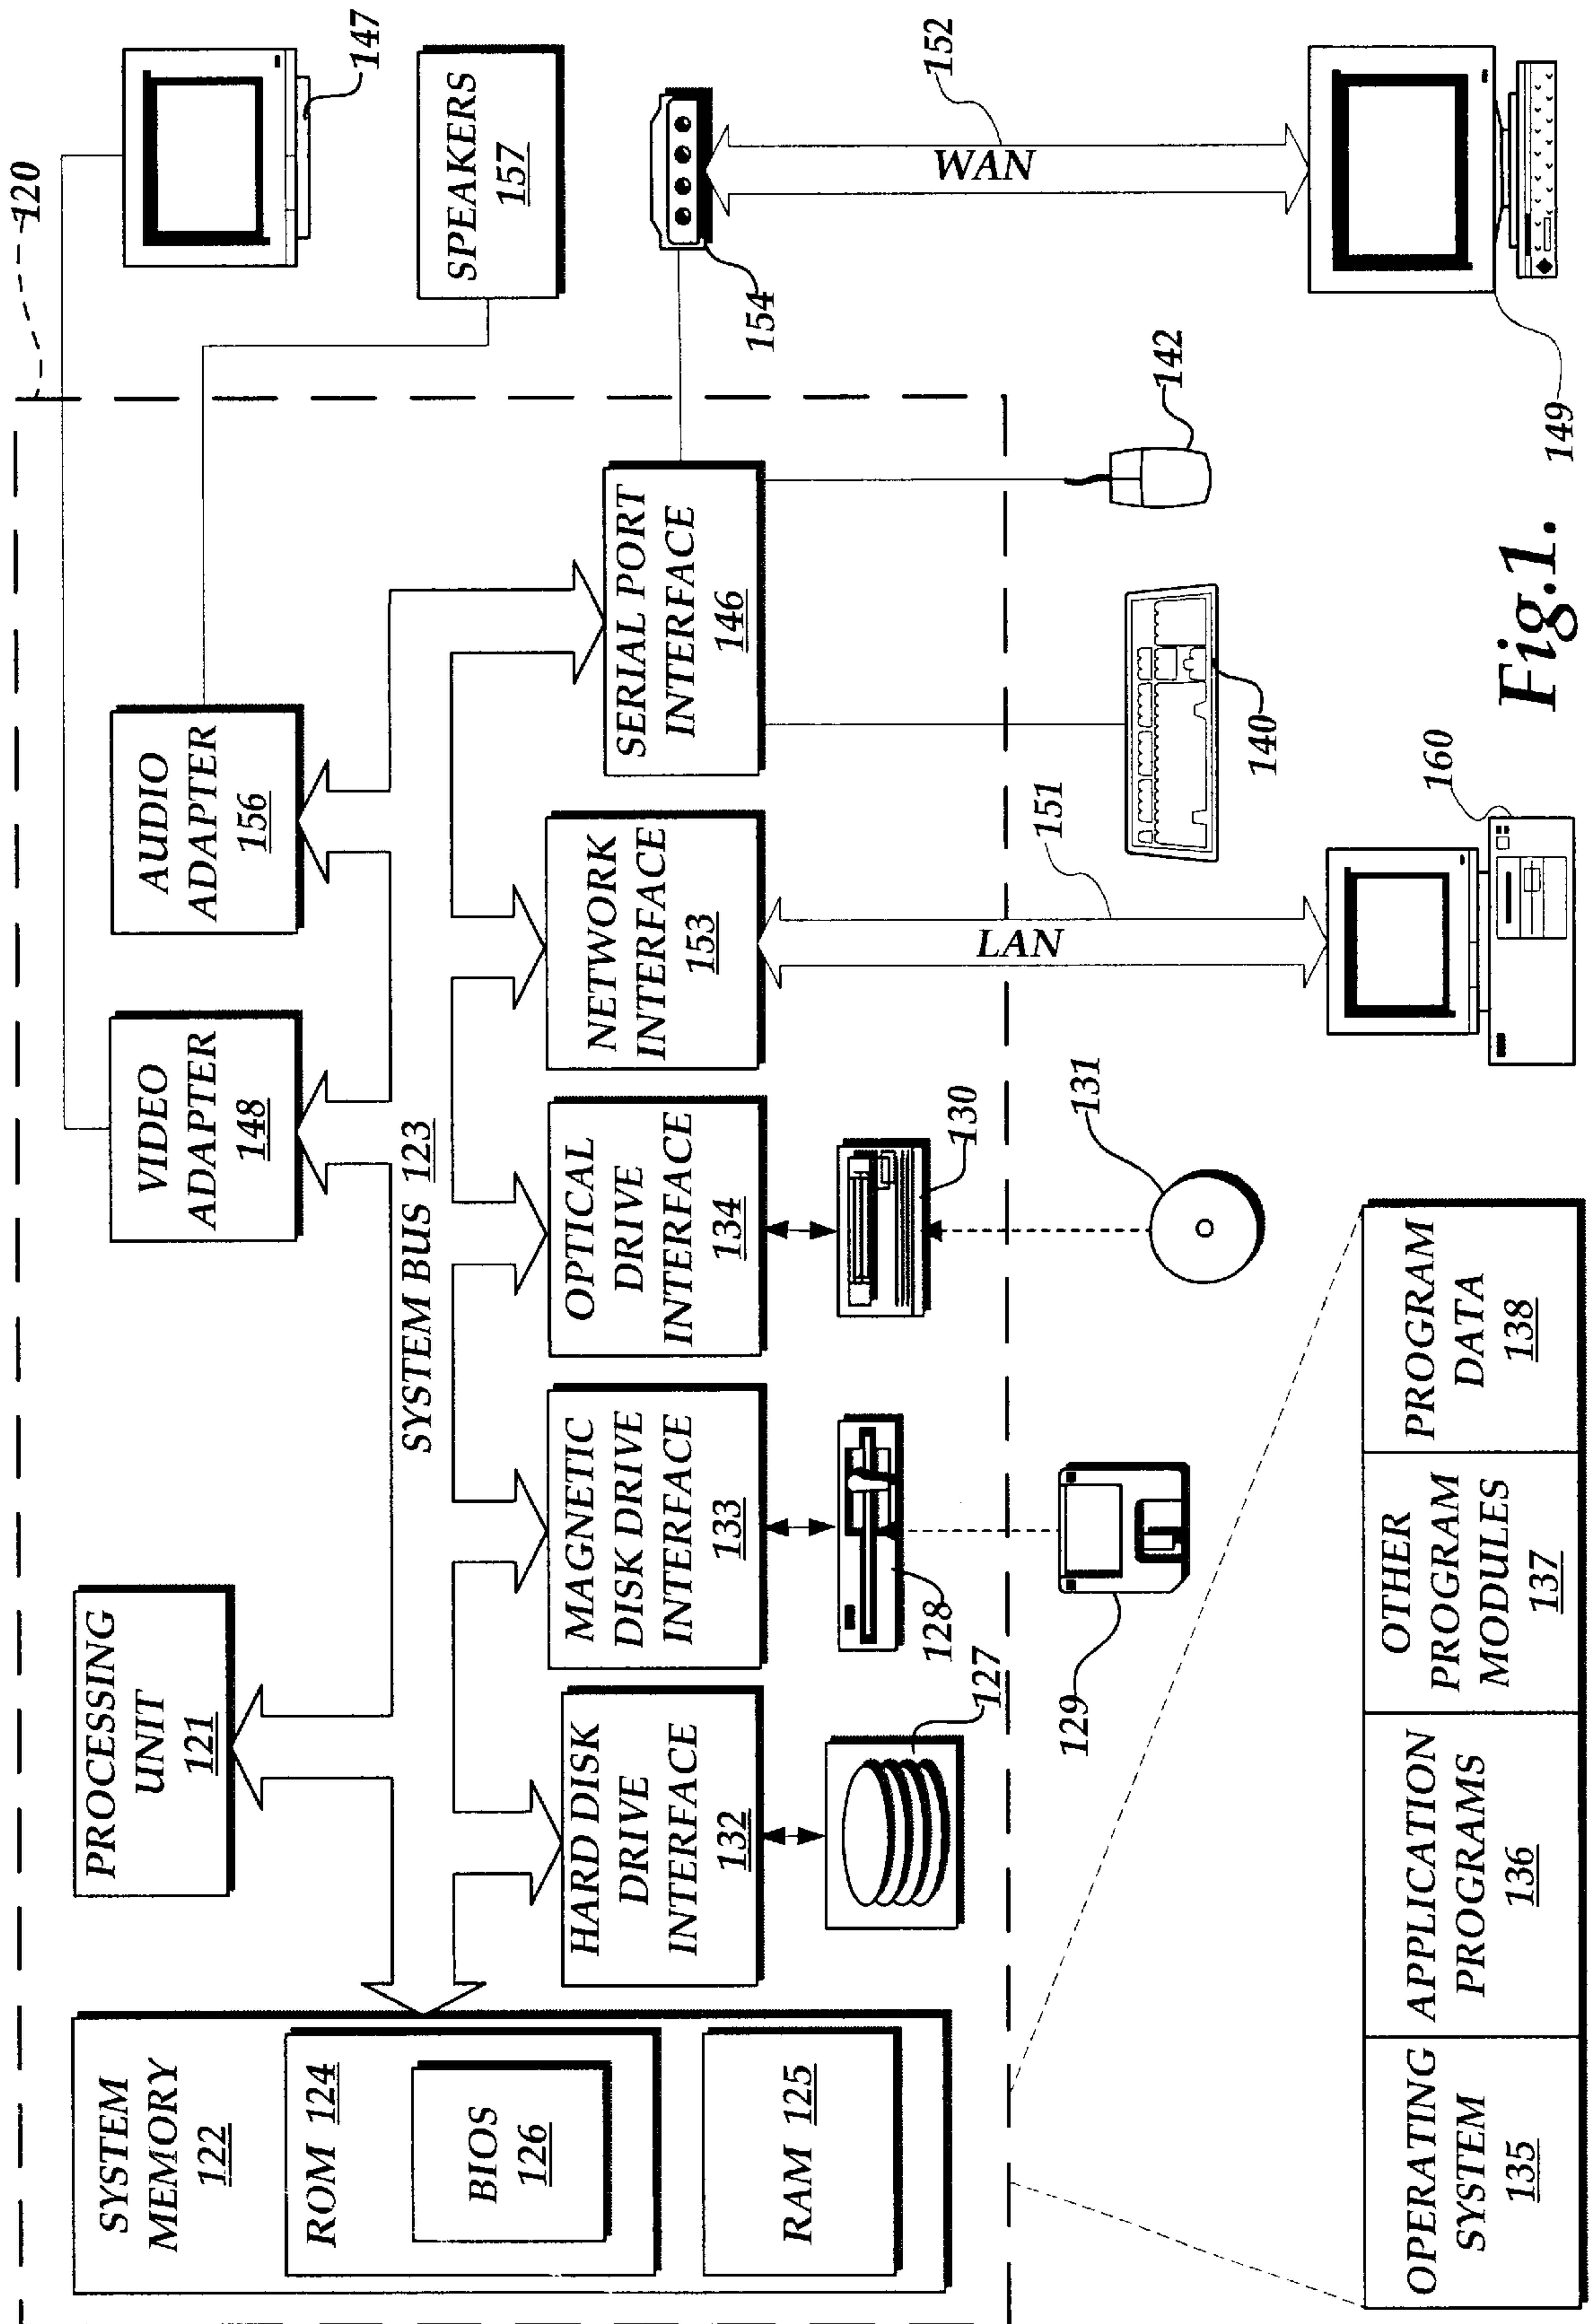 120
SYSTEM
MEMORY
122
ROM 124
BIOS
126
RAM 125
PROCESSING
UNIT
121
VIDEO
ADAPTER
148
AUDIO
ADAPTER
156
147
SPEAKERS
157
SYSTEM BUS 123
HARD DISK
DRIVE
INTERFACE
132
MAGNETIC
DISK DRIVE
INTERFACE
133
OPTICAL
DRIVE
INTERFACE
134
NETWORK
INTERFACE
153
SERIAL PORT
INTERFACE
146
154
127
128
130
129
131
LAN
151
WAN
152
142
140
160
149
OPERATING
SYSTEM
135
APPLICATION
PROGRAMS
136
OTHER
PROGRAM
MODULES
137
PROGRAM
DATA
138
Fig.1.